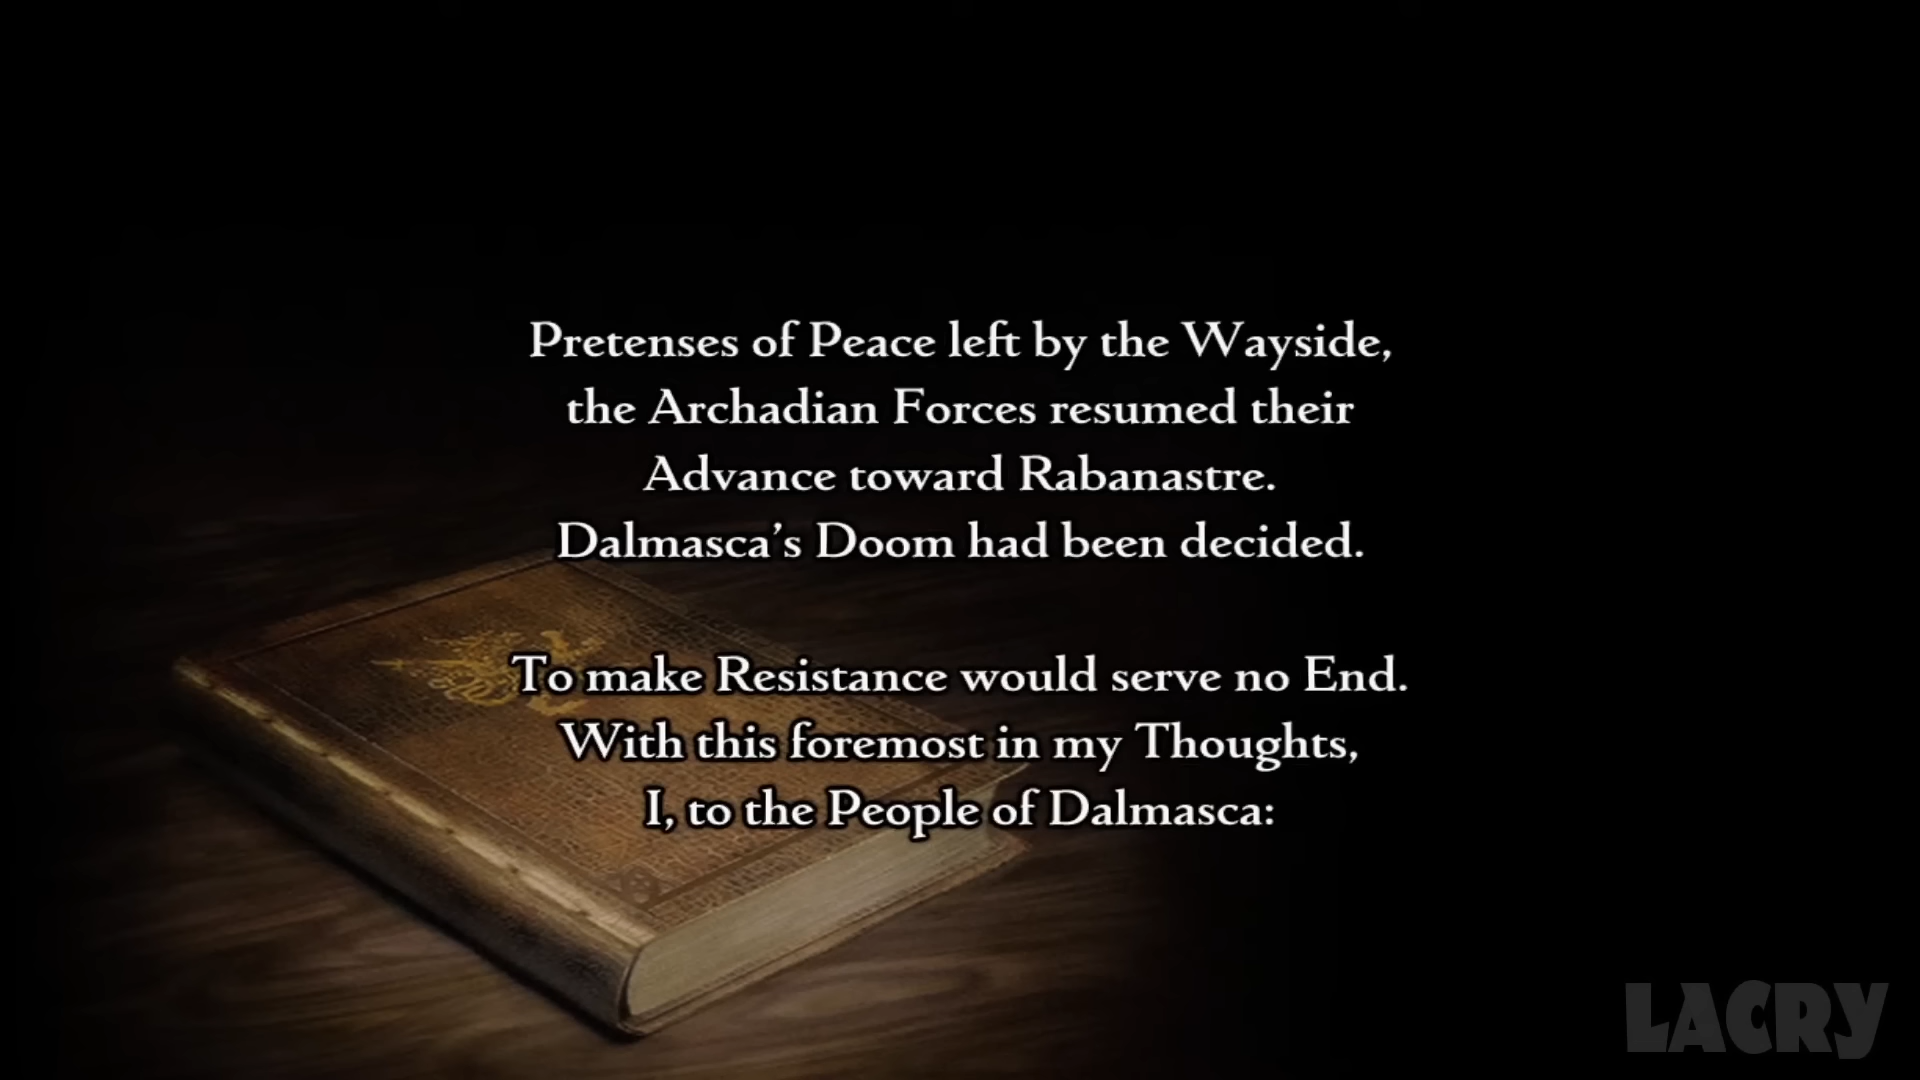 Pretenses of Peace left by the Wayside,
the Archadian Forces resumed their
Advance toward Rabanastre.
Dalmasca's Doom had been decided.
To make Resistance would serve no End.
With this foremost in my Thoughts,
I, to the People of Dalmasca:
LACRY